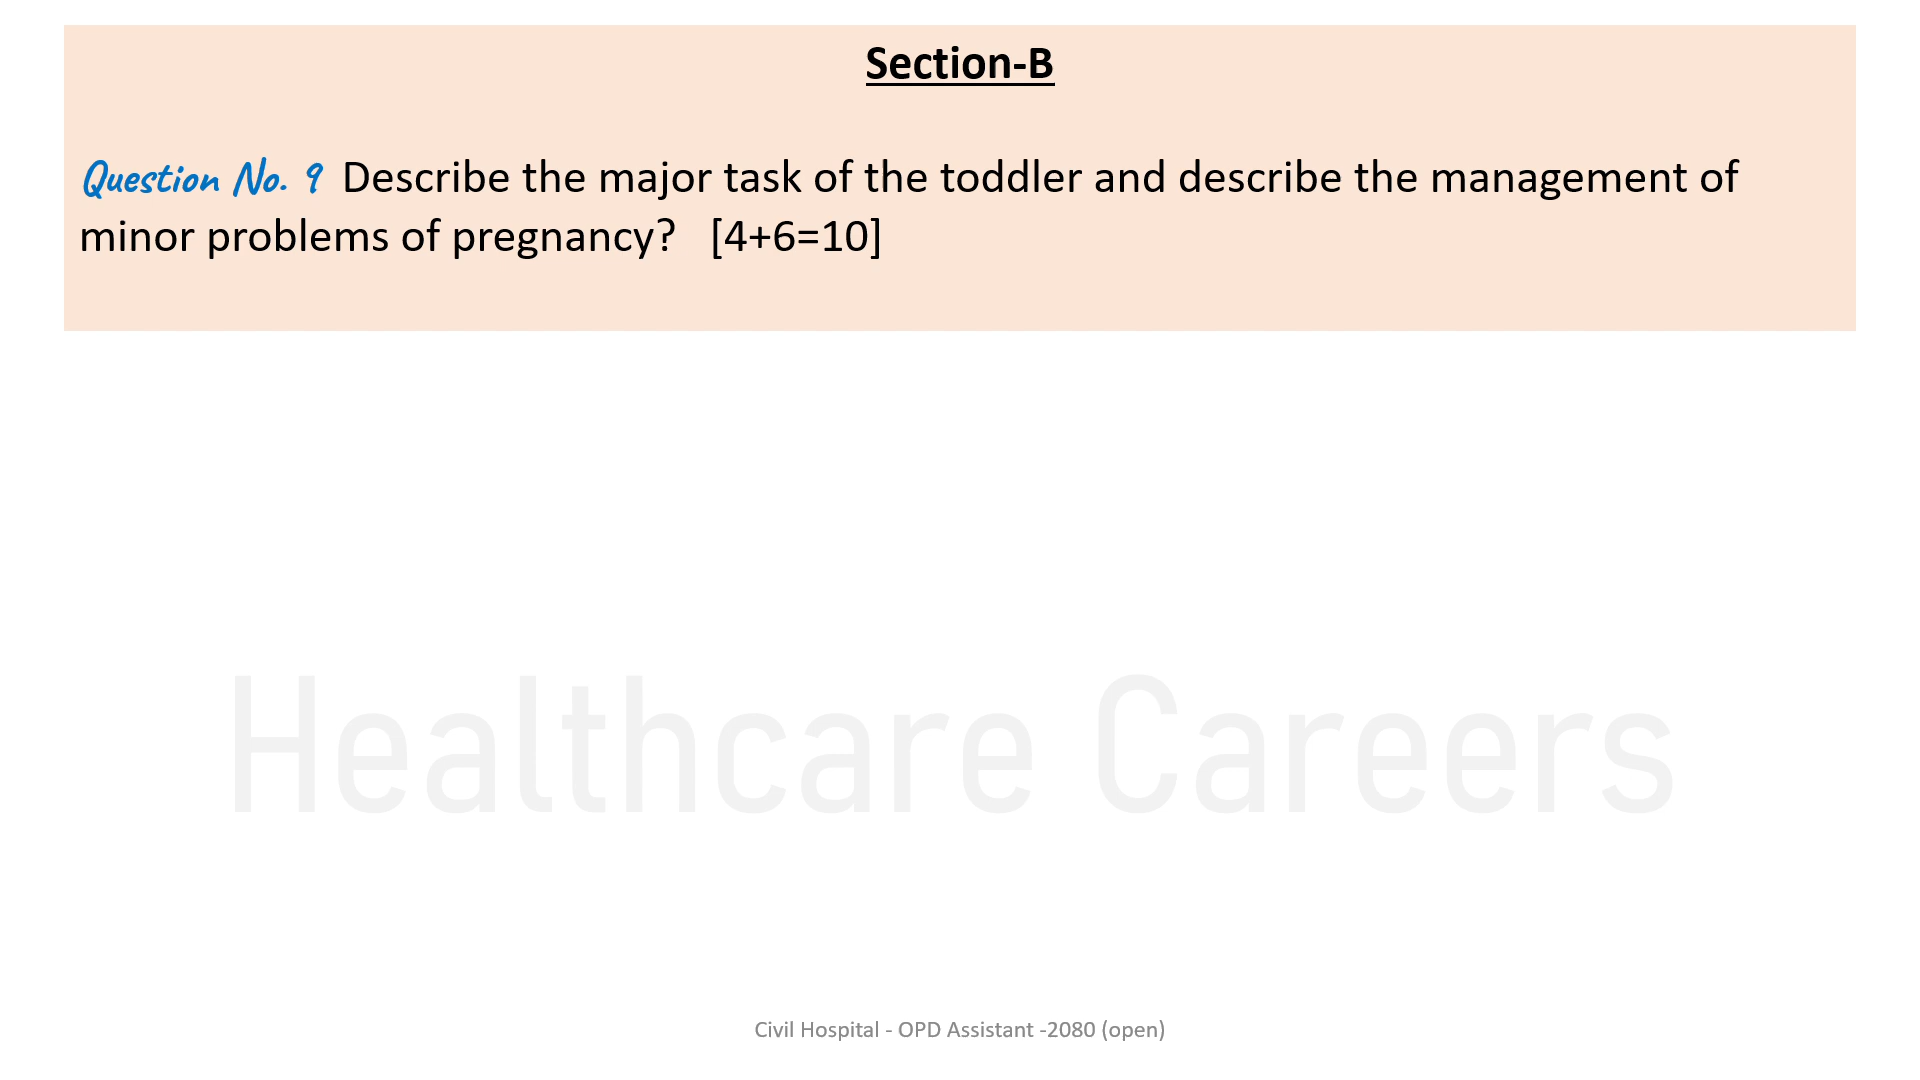 Section-B
Question No. 9 Describe the major task of the toddler and describe the management of
minor problems of pregnancy? [4+6=10]
Healthcare Careers
Civil Hospital - OPD Assistant -2080 (open)